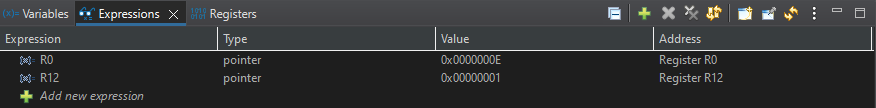 Variables Expressions Registers
Expression Type Value Address
R0 pointer 0x0000000E Register R0
R12 pointer 0x00000001 Register R12
Add new expression